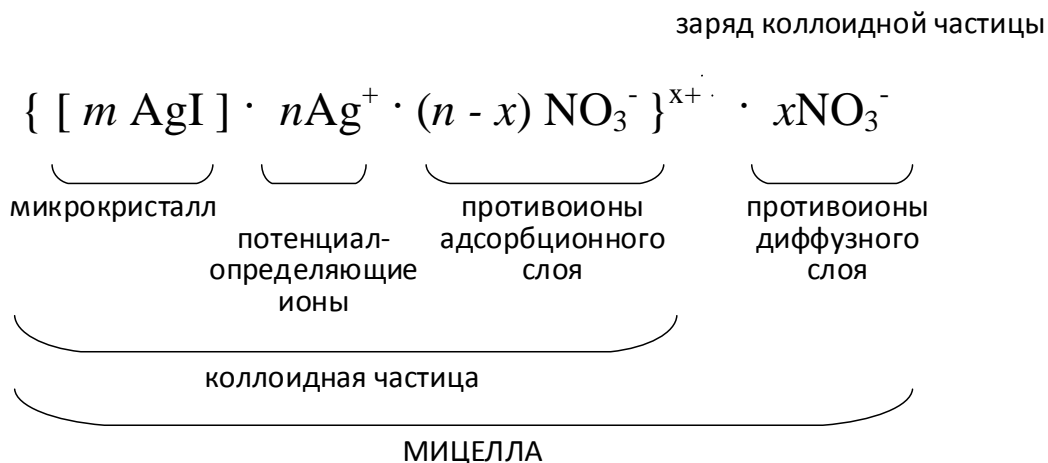 заряд коллоидной частицы
{ [ m AgI ] · nAg⁺ · (n - x) NO₃⁻ }ˣ⁺ · xNO₃⁻
микрокристалл
потенциал-
определяющие
ионы
противоионы
адсорбционного
слоя
противоионы
диффузного
слоя
коллоидная частица
МИЦЕЛЛА